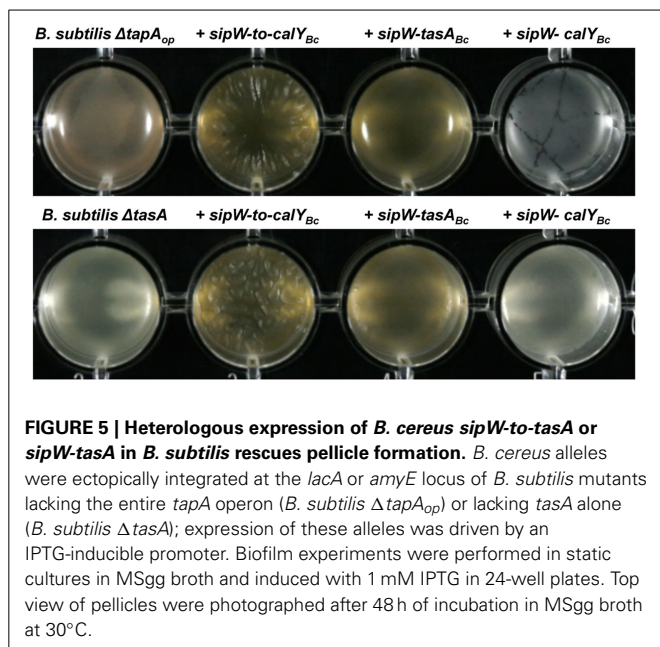 B. subtilis ΔtapAop + sipW-to-calYBc + sipW-tasABc + sipW- calYBc
B. subtilis ΔtasA + sipW-to-calYBc + sipW-tasABc + sipW- calYBc
FIGURE 5 | Heterologous expression of B. cereus sipW-to-tasA or
sipW-tasA in B. subtilis rescues pellicle formation. B. cereus alleles
were ectopically integrated at the lacA or amyE locus of B. subtilis mutants
lacking the entire tapA operon (B. subtilis ΔtapAop) or lacking tasA alone
(B. subtilis ΔtasA); expression of these alleles was driven by an
IPTG-inducible promoter. Biofilm experiments were performed in static
cultures in MSgg broth and induced with 1 mM IPTG in 24-well plates. Top
view of pellicles were photographed after 48 h of incubation in MSgg broth
at 30°C.